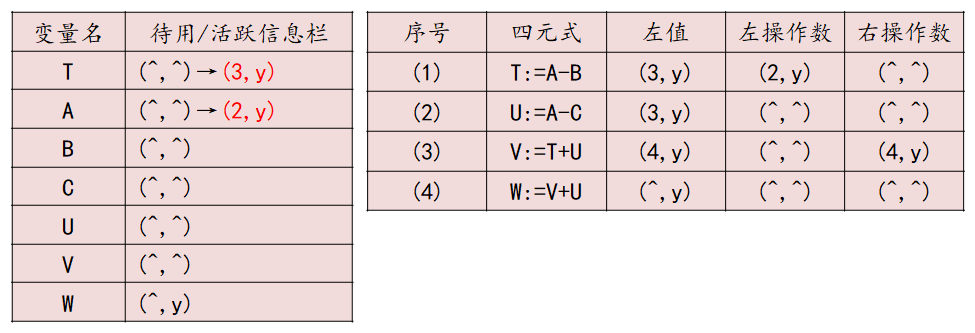 变量名 待用/活跃信息栏
T (^,^)→(3,y)
A (^,^)→(2,y)
B (^,^)
C (^,^)
U (^,^)
V (^,^)
W (^,y)
序号 四元式 左值 左操作数 右操作数
(1) T:=A-B (3,y) (2,y) (^,^)
(2) U:=A-C (3,y) (^,^) (^,^)
(3) V:=T+U (4,y) (^,^) (4,y)
(4) W:=V+U (^,y) (^,^) (^,^)